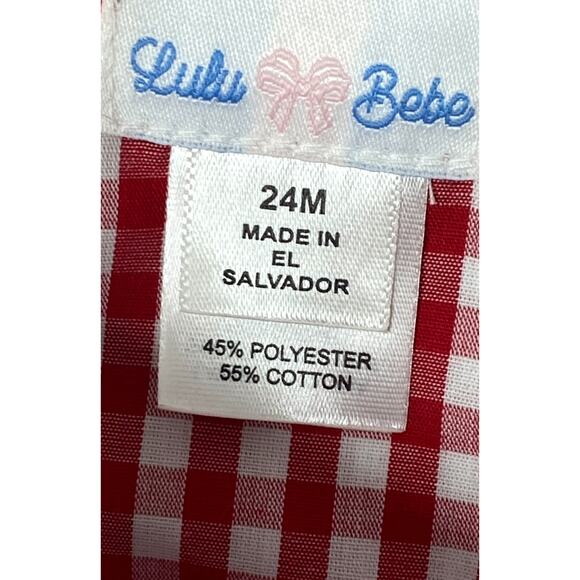 Lulu Bebe
24M
MADE IN
EL
SALVADOR
45% POLYESTER
55% COTTON